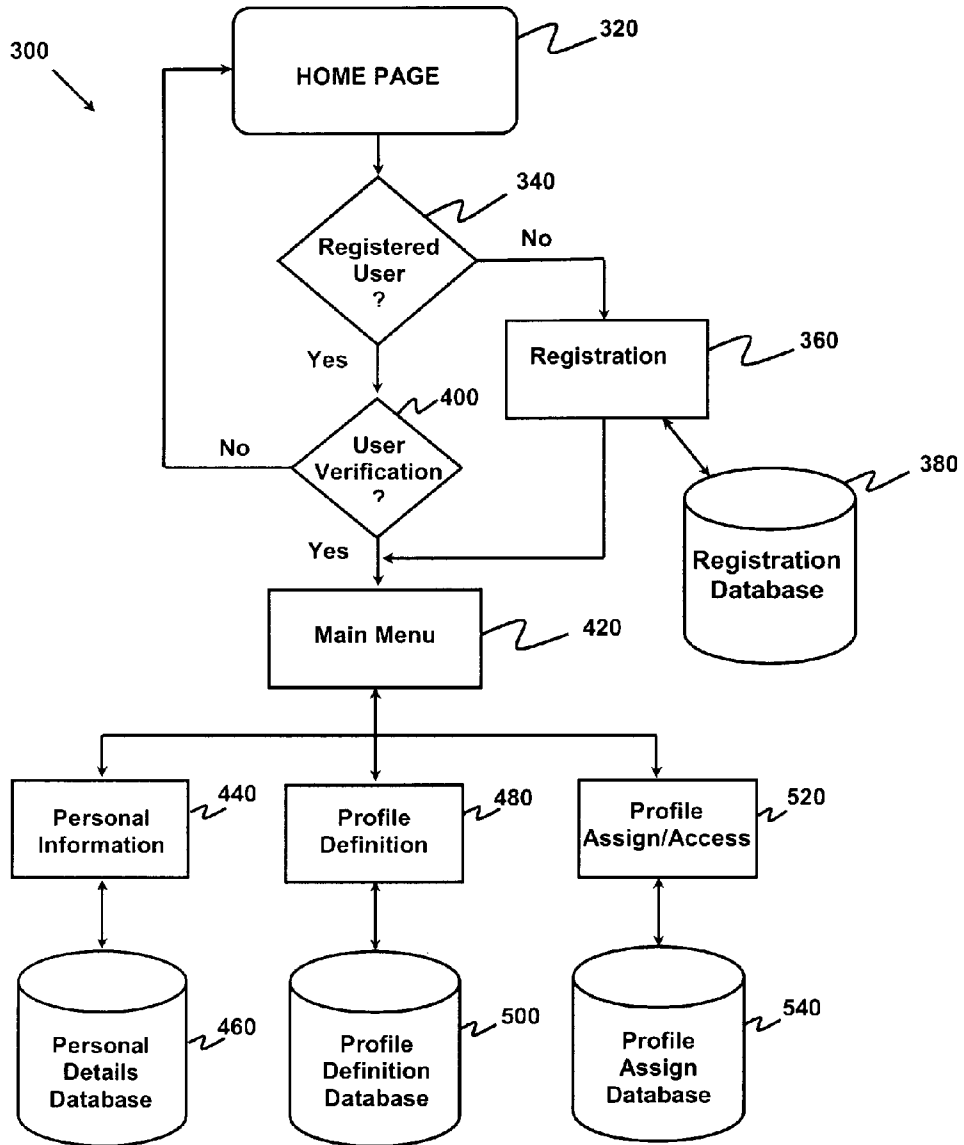 300
320
HOME PAGE
340
Registered
User
?
No
Yes
360
Registration
400
User
Verification
?
No
Yes
380
Registration
Database
Main Menu
420
440
Personal
Information
480
Profile
Definition
520
Profile
Assign/Access
460
Personal
Details
Database
500
Profile
Definition
Database
540
Profile
Assign
Database